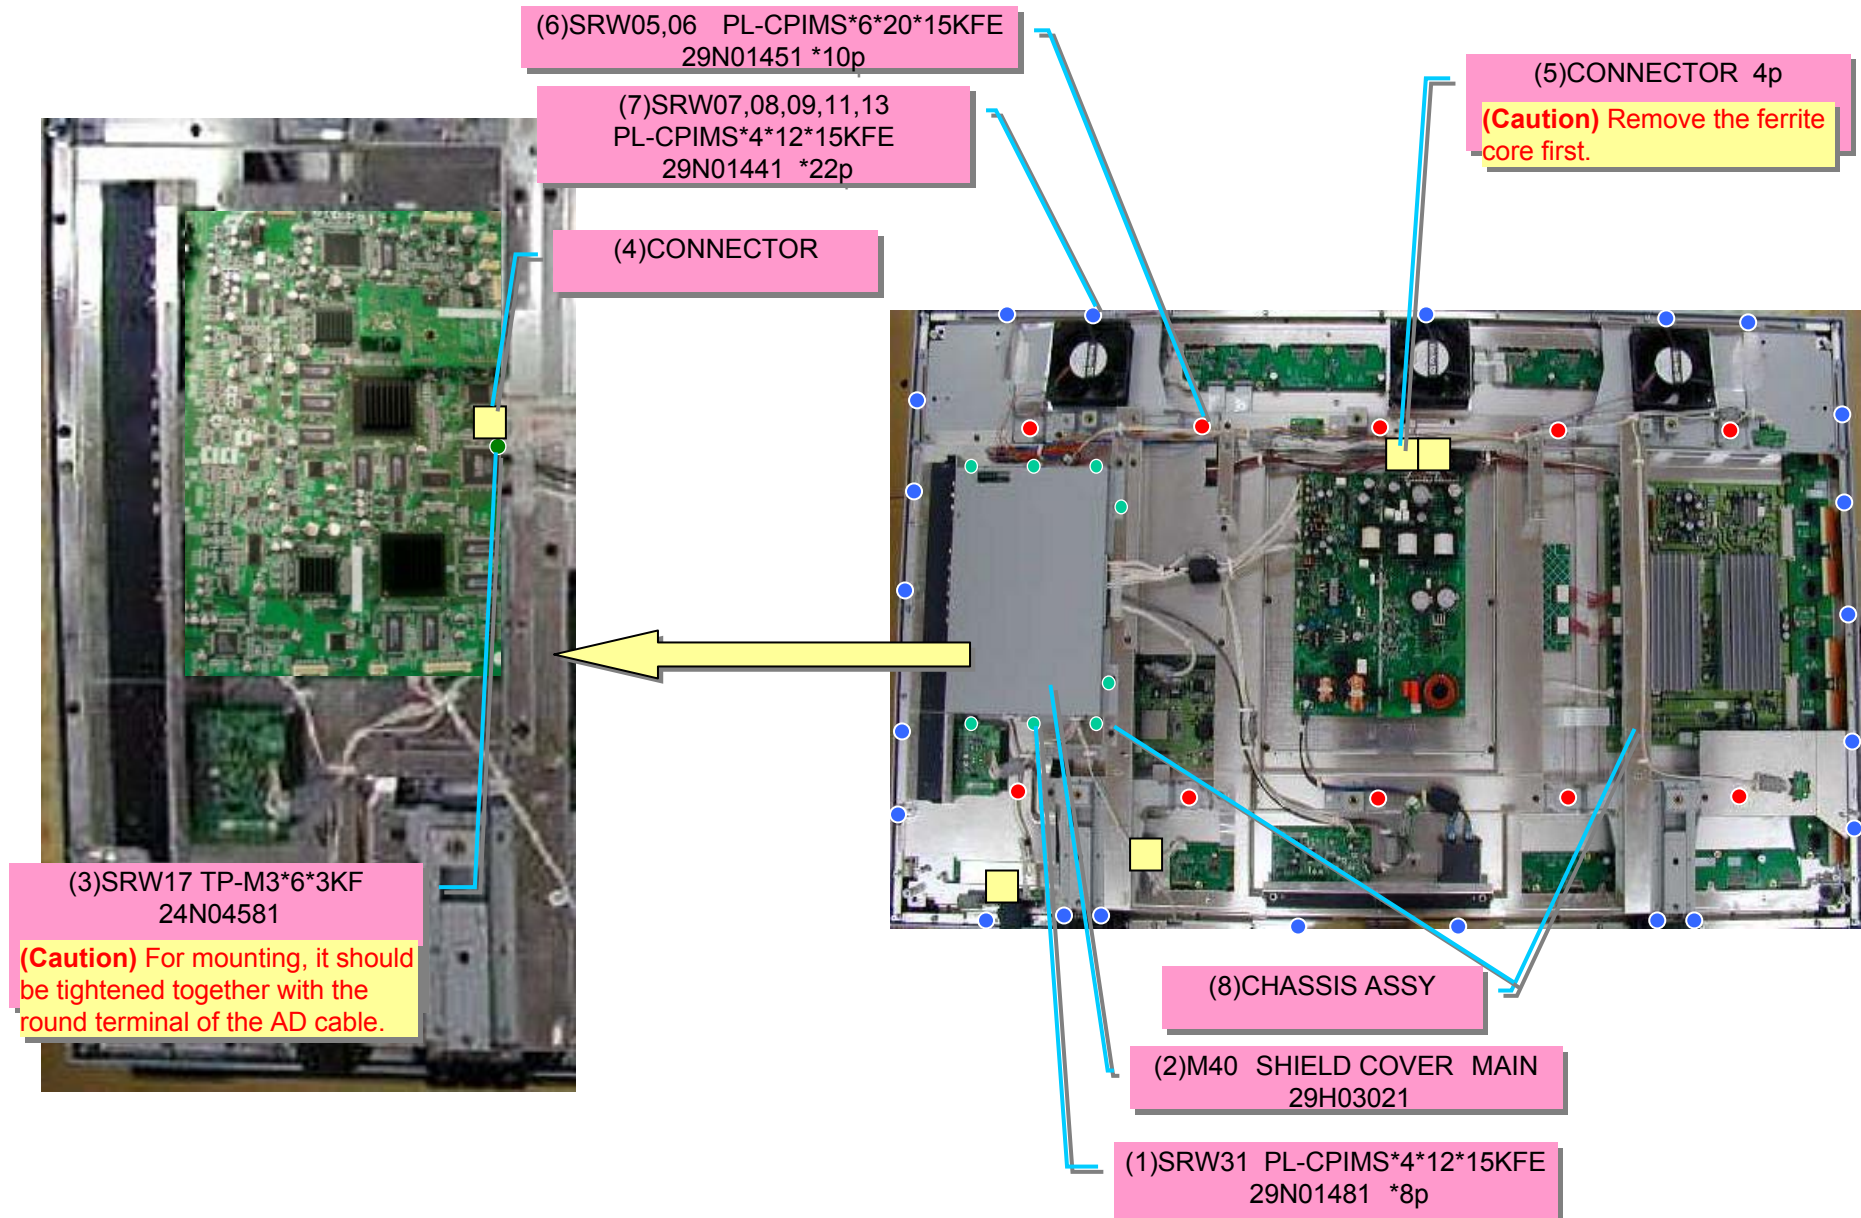 (6)SRW05,06 PL-CPIMS*6*20*15KFE
29N01451 *10p
(7)SRW07,08,09,11,13
PL-CPIMS*4*12*15KFE
29N01441 *22p
(5)CONNECTOR 4p
(Caution) Remove the ferrite
core first.
(4)CONNECTOR
(3)SRW17 TP-M3*6*3KF
24N04581
(Caution) For mounting, it should
be tightened together with the
round terminal of the AD cable.
(8)CHASSIS ASSY
(2)M40 SHIELD COVER MAIN
29H03021
(1)SRW31 PL-CPIMS*4*12*15KFE
29N01481 *8p